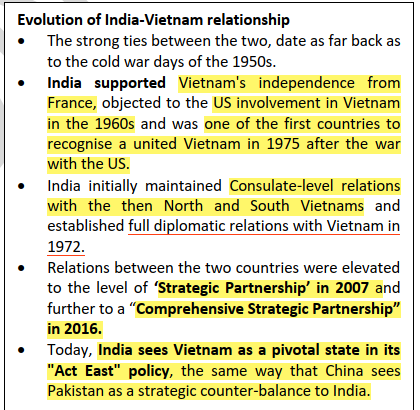 Evolution of India-Vietnam relationship
• The strong ties between the two, date as far back as
to the cold war days of the 1950s.
• India supported Vietnam's independence from
France, objected to the US involvement in Vietnam
in the 1960s and was one of the first countries to
recognise a united Vietnam in 1975 after the war
with the US.
• India initially maintained Consulate-level relations
with the then North and South Vietnams and
established full diplomatic relations with Vietnam in
1972.
• Relations between the two countries were elevated
to the level of ‘Strategic Partnership’ in 2007 and
further to a “Comprehensive Strategic Partnership”
in 2016.
• Today, India sees Vietnam as a pivotal state in its
"Act East" policy, the same way that China sees
Pakistan as a strategic counter-balance to India.